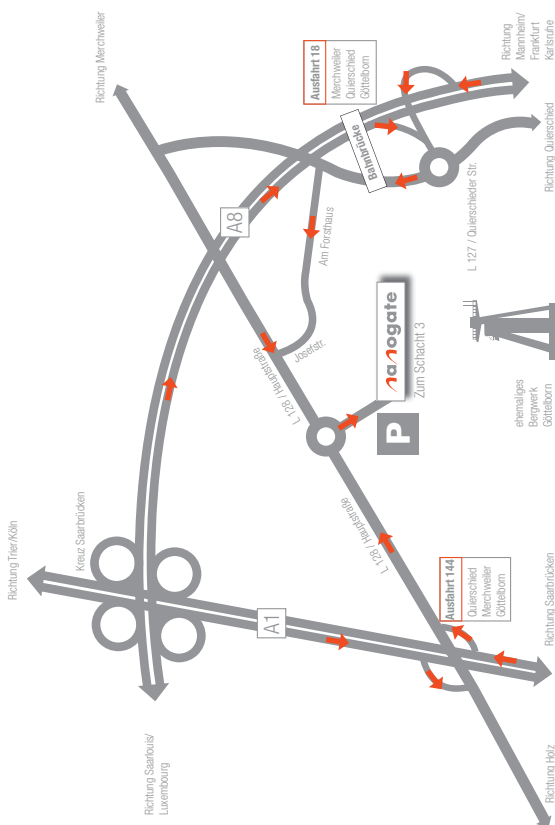 Richtung Merchweiler
Ausfahrt 18
Merchweiler
Quierschied
Göttelborn
Richtung
Mannheim/
Frankfurt
Karlsruhe
Bahnbrücke
A8
Am Forsthaus
L 127 / Quierschieder Str.
Richtung Quierschied
Josefstr.
L 128 / Hauptstraße
nanogate
Zum Schacht 3
P
ehemaliges
Bergwerk
Göttelborn
Richtung Trier/Köln
Kreuz Saarbrücken
L 128 / Hauptstraße
A1
Ausfahrt 144
Quierschied
Merchweiler
Göttelborn
Richtung Saarbrücken
Richtung Saarlouis/
Luxembourg
Richtung Holz